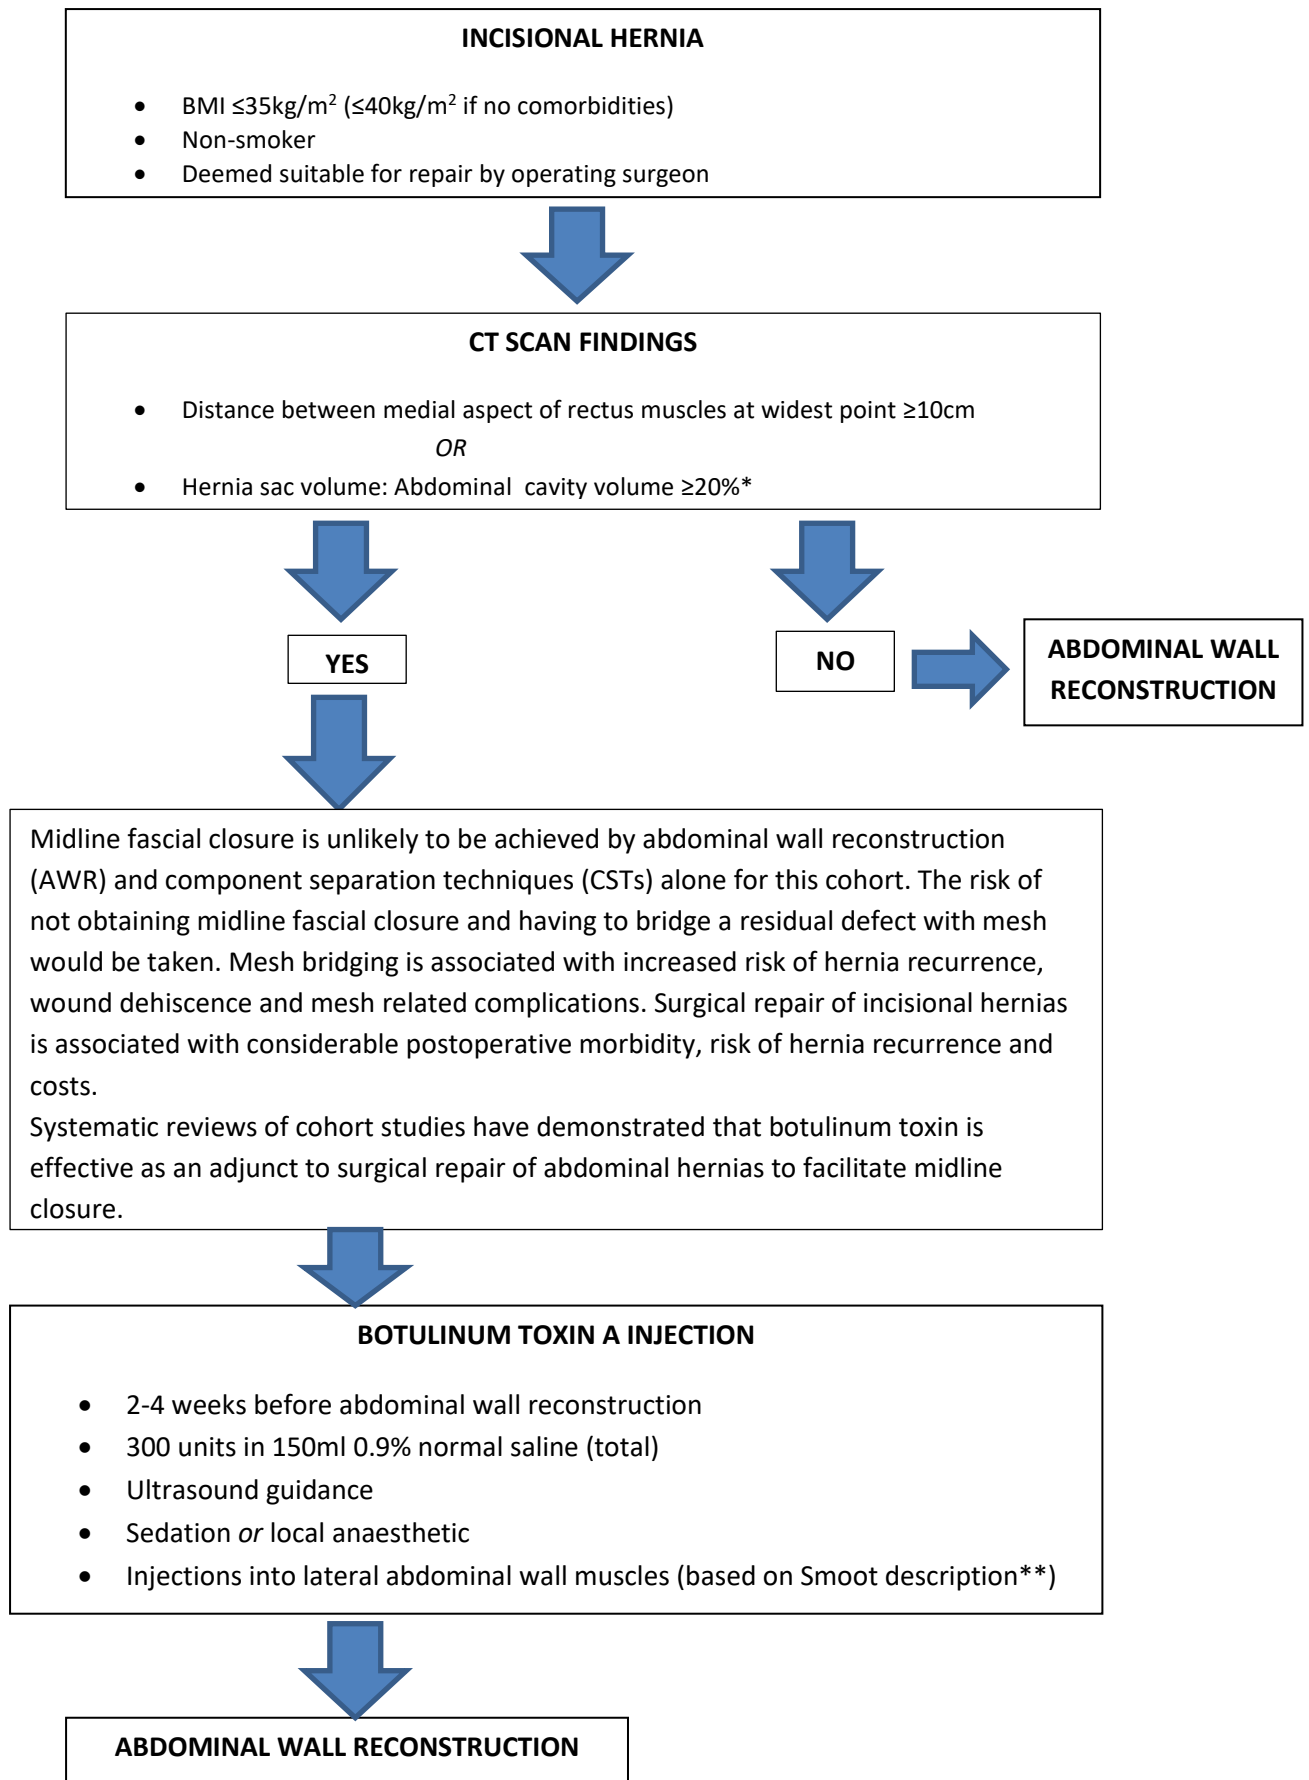 INCISIONAL HERNIA
• BMI ≤35kg/m² (≤40kg/m² if no comorbidities)
• Non-smoker
• Deemed suitable for repair by operating surgeon
CT SCAN FINDINGS
• Distance between medial aspect of rectus muscles at widest point ≥10cm
OR
• Hernia sac volume: Abdominal cavity volume ≥20%*
YES
NO
ABDOMINAL WALL
RECONSTRUCTION
Midline fascial closure is unlikely to be achieved by abdominal wall reconstruction
(AWR) and component separation techniques (CSTs) alone for this cohort. The risk of
not obtaining midline fascial closure and having to bridge a residual defect with mesh
would be taken. Mesh bridging is associated with increased risk of hernia recurrence,
wound dehiscence and mesh related complications. Surgical repair of incisional hernias
is associated with considerable postoperative morbidity, risk of hernia recurrence and
costs.
Systematic reviews of cohort studies have demonstrated that botulinum toxin is
effective as an adjunct to surgical repair of abdominal hernias to facilitate midline
closure.
BOTULINUM TOXIN A INJECTION
• 2-4 weeks before abdominal wall reconstruction
• 300 units in 150ml 0.9% normal saline (total)
• Ultrasound guidance
• Sedation or local anaesthetic
• Injections into lateral abdominal wall muscles (based on Smoot description**)
ABDOMINAL WALL RECONSTRUCTION